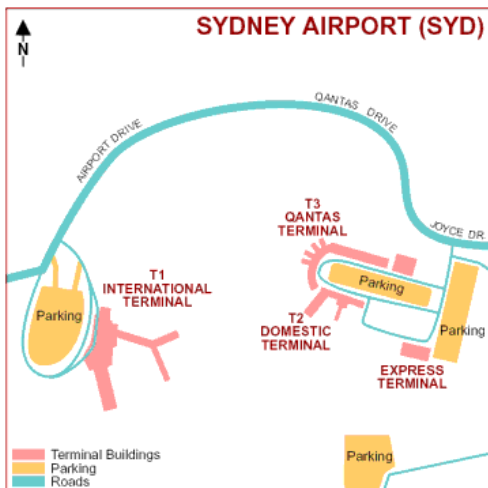 SYDNEY AIRPORT (SYD)
N
QANTAS DRIVE
AIRPORT DRIVE
JOYCE DR.
T3
QANTAS
TERMINAL
T1
INTERNATIONAL
TERMINAL
Parking
Parking
T2
DOMESTIC
TERMINAL
Parking
EXPRESS
TERMINAL
Parking
Terminal Buildings
Parking
Roads